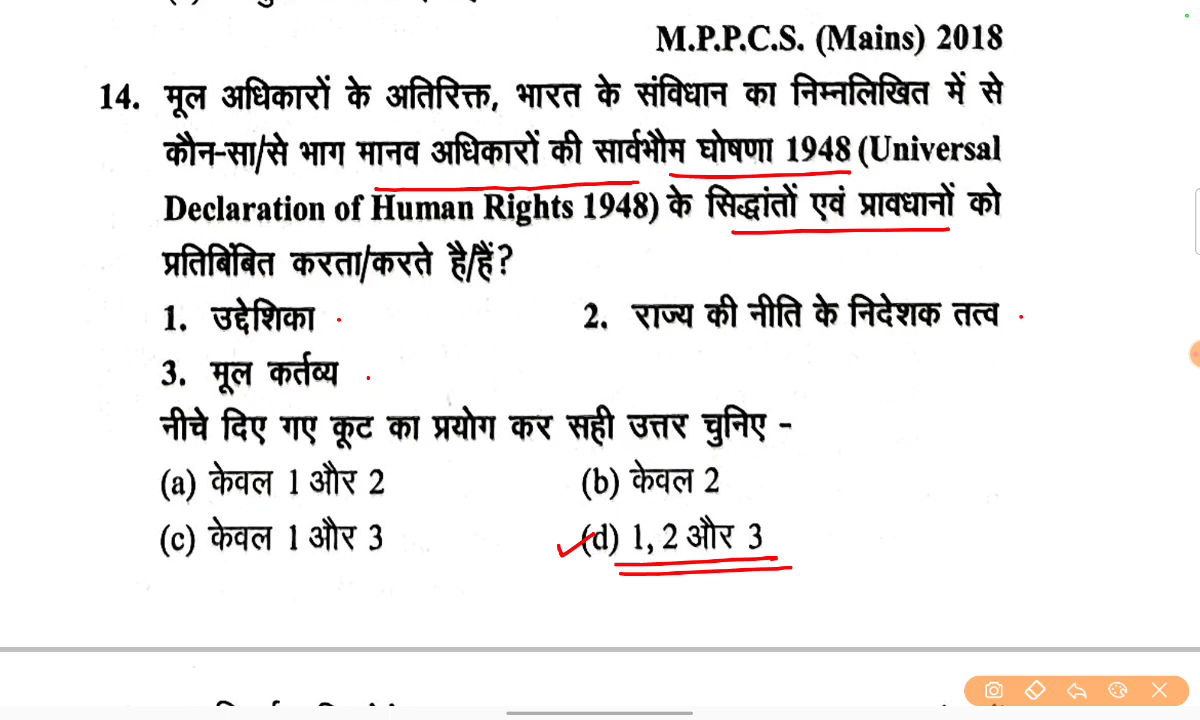 M.P.P.C.S. (Mains) 2018
14. मूल अधिकारों के अतिरिक्त, भारत के संविधान का निम्नलिखित में से
कौन-सा/से भाग मानव अधिकारों की सार्वभौम घोषणा 1948 (Universal
Declaration of Human Rights 1948) के सिद्धांतों एवं प्रावधानों को
प्रतिबिंबित करता/करते है/हैं?
1. उद्देशिका 2. राज्य की नीति के निदेशक तत्व
3. मूल कर्तव्य
नीचे दिए गए कूट का प्रयोग कर सही उत्तर चुनिए -
(a) केवल 1 और 2 (b) केवल 2
(c) केवल 1 और 3 (d) 1, 2 और 3